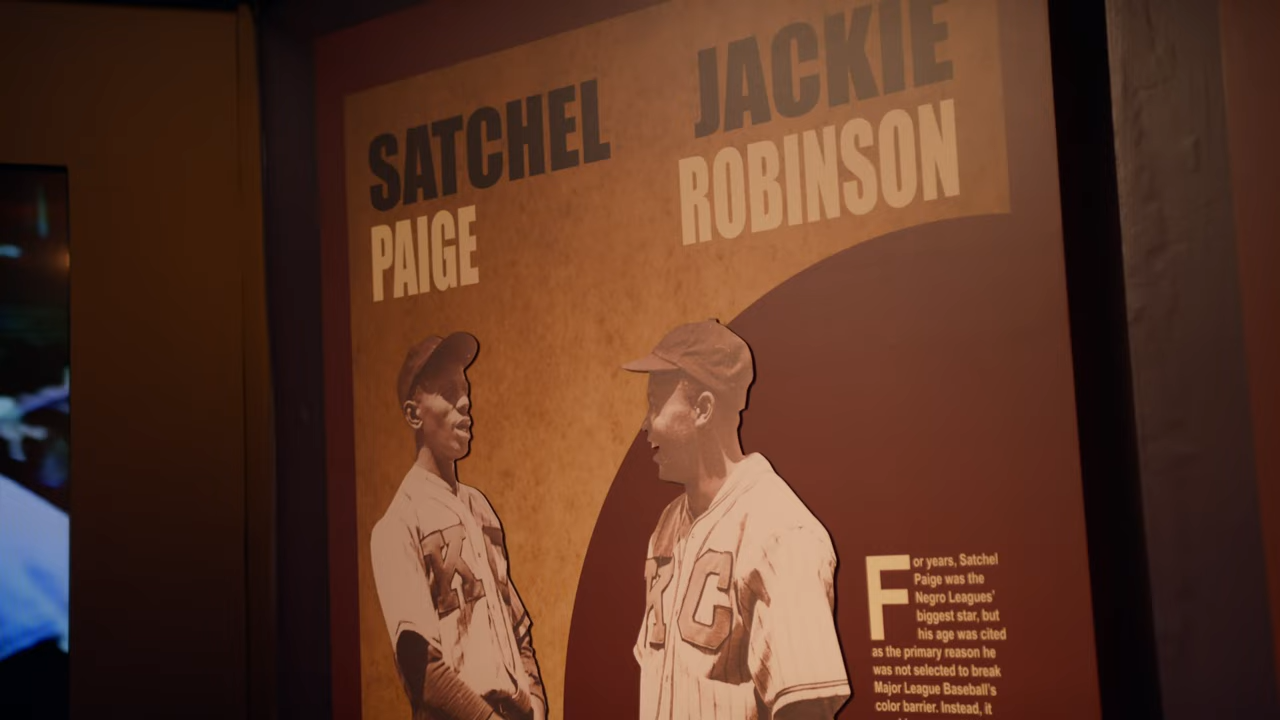 SATCHEL
PAIGE
JACKIE
ROBINSON
K
KC
For years, Satchel
Paige was the
Negro Leagues'
biggest star, but
his age was cited
as the primary reason he
was not selected to break
Major League Baseball's
color barrier. Instead, it